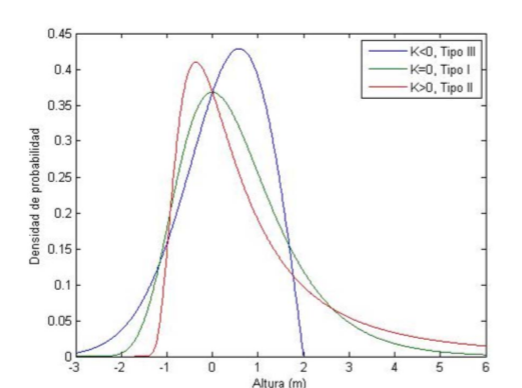 0.45
0.4
0.35
0.3
0.25
0.2
0.15
0.1
0.05
0
Densidad de probabilidad
K<0, Tipo III
K=0, Tipo I
K>0, Tipo II
-3 -2 -1 0 1 2 3 4 5 6
Altura (m)